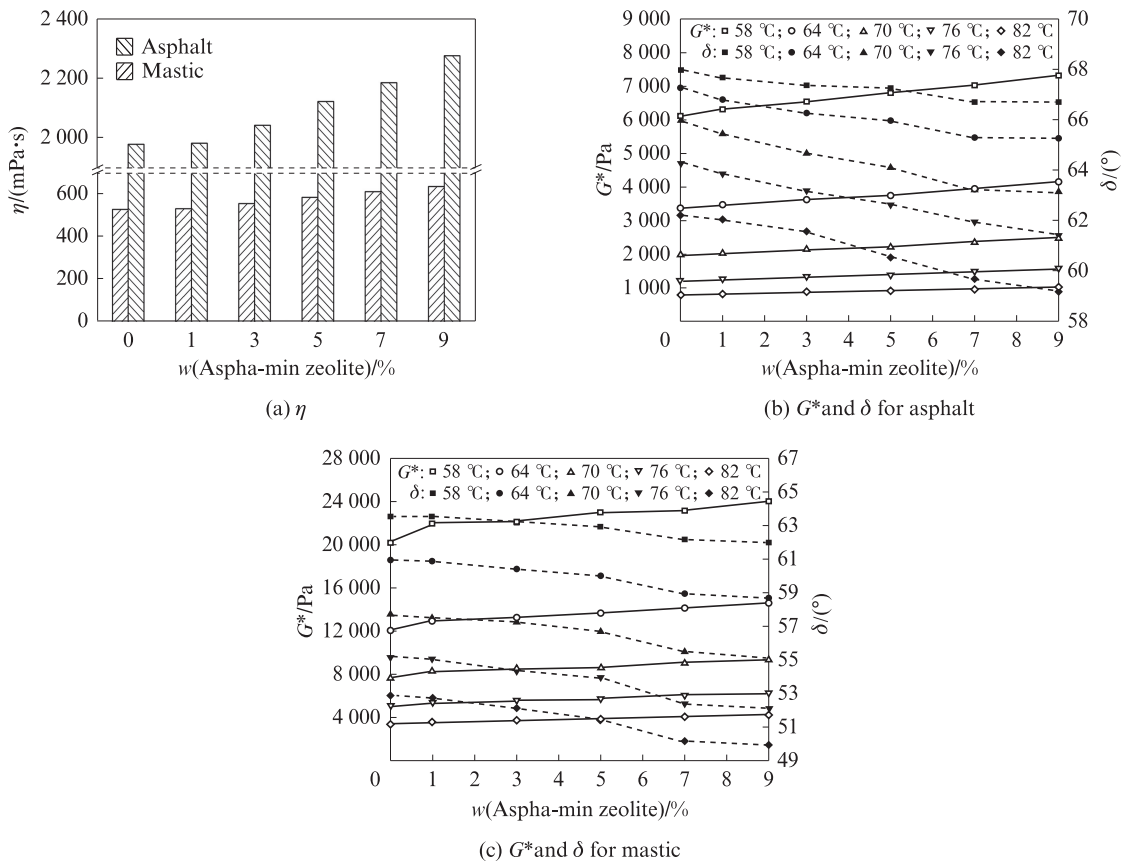 2 600
2 200
2 000
600
400
200
0
η/(mPa·s)
Asphalt
Mastic
0 1 3 5 7 9
w(Aspha-min zeolite)/%
(a) η
9 000
8 000
7 000
6 000
5 000
4 000
3 000
2 000
1 000
G*/Pa
G*: 58 ℃; 64 ℃; 70 ℃; 76 ℃; 82 ℃
δ: 58 ℃; 64 ℃; 70 ℃; 76 ℃; 82 ℃
70
68
66
64
62
60
58
δ/(°)
0 1 2 3 4 5 6 7 8 9
w(Aspha-min zeolite)/%
(b) G*and δ for asphalt
28 000
24 000
20 000
16 000
12 000
8 000
4 000
G*/Pa
G*: 58 ℃; 64 ℃; 70 ℃; 76 ℃; 82 ℃
δ: 58 ℃; 64 ℃; 70 ℃; 76 ℃; 82 ℃
67
65
63
61
59
57
55
53
51
49
δ/(°)
0 1 2 3 4 5 6 7 8 9
w(Aspha-min zeolite)/%
(c) G*and δ for mastic